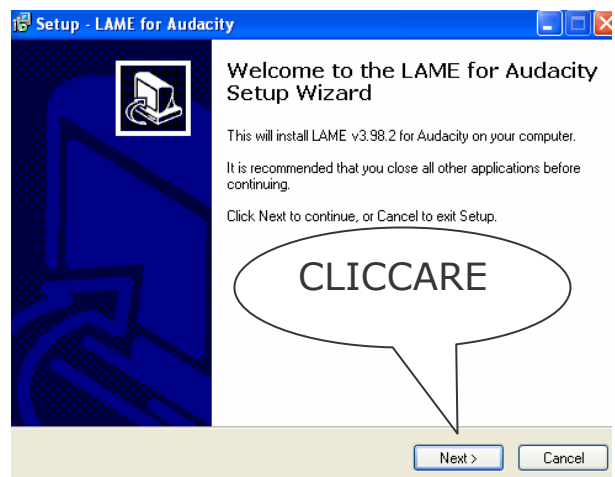 Setup - LAME for Audacity
Welcome to the LAME for Audacity
Setup Wizard
This will install LAME v3.98.2 for Audacity on your computer.
It is recommended that you close all other applications before
continuing.
Click Next to continue, or Cancel to exit Setup.
CLICCARE
Next >
Cancel